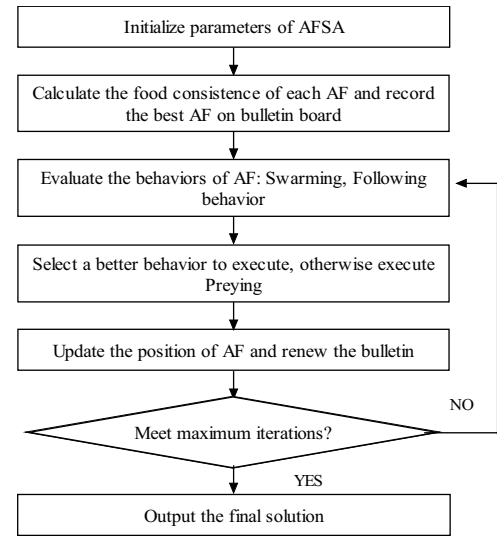 Initialize parameters of AFSA
Calculate the food consistence of each AF and record
the best AF on bulletin board
Evaluate the behaviors of AF: Swarming, Following
behavior
Select a better behavior to execute, otherwise execute
Preying
Update the position of AF and renew the bulletin
NO
Meet maximum iterations?
YES
Output the final solution